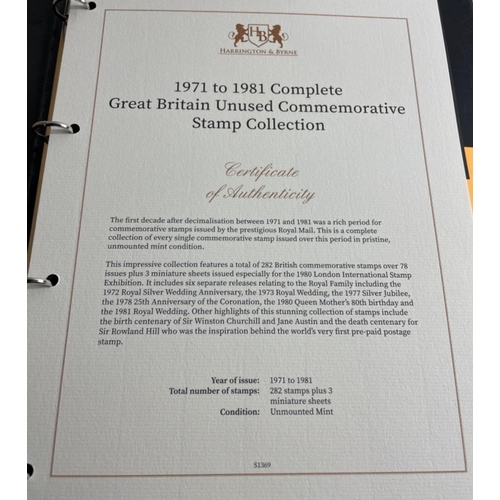 HB
HARRINGTON & BYRNE
1971 to 1981 Complete
Great Britain Unused Commemorative
Stamp Collection
Certificate
of Authenticity
The first decade after decimalisation between 1971 and 1981 was a rich period for
commemorative stamps issued by the prestigious Royal Mail. This is a complete
collection of every single commemorative stamp issued over this period in pristine,
unmounted mint condition.
This impressive collection features a total of 282 British commemorative stamps over 78
issues plus 3 miniature sheets issued especially for the 1980 London International Stamp
Exhibition. It includes six separate releases relating to the Royal Family including the
1972 Royal Silver Wedding Anniversary, the 1973 Royal Wedding, the 1977 Silver Jubilee,
the 1978 25th Anniversary of the Coronation, the 1980 Queen Mother's 80th birthday and
the 1981 Royal Wedding. Other highlights of this stunning collection of stamps include
the birth centenary of Sir Winston Churchill and Jane Austin and the death centenary for
Sir Rowland Hill who was the inspiration behind the world's very first pre-paid postage
stamp.
Year of issue: 1971 to 1981
Total number of stamps: 282 stamps plus 3
miniature sheets
Condition: Unmounted Mint
S1369